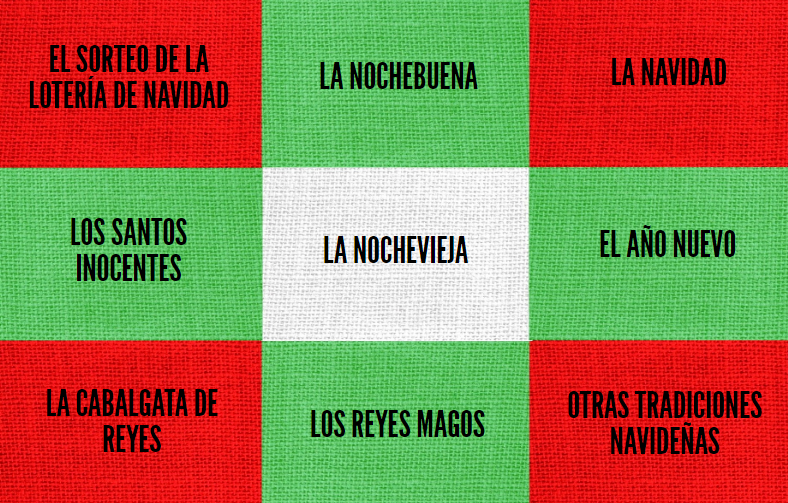 EL SORTEO DE LA
LOTERÍA DE NAVIDAD
LA NOCHEBUENA
LA NAVIDAD
LOS SANTOS
INOCENTES
LA NOCHEVIEJA
EL AÑO NUEVO
LA CABALGATA DE
REYES
LOS REYES MAGOS
OTRAS TRADICIONES
NAVIDEÑAS